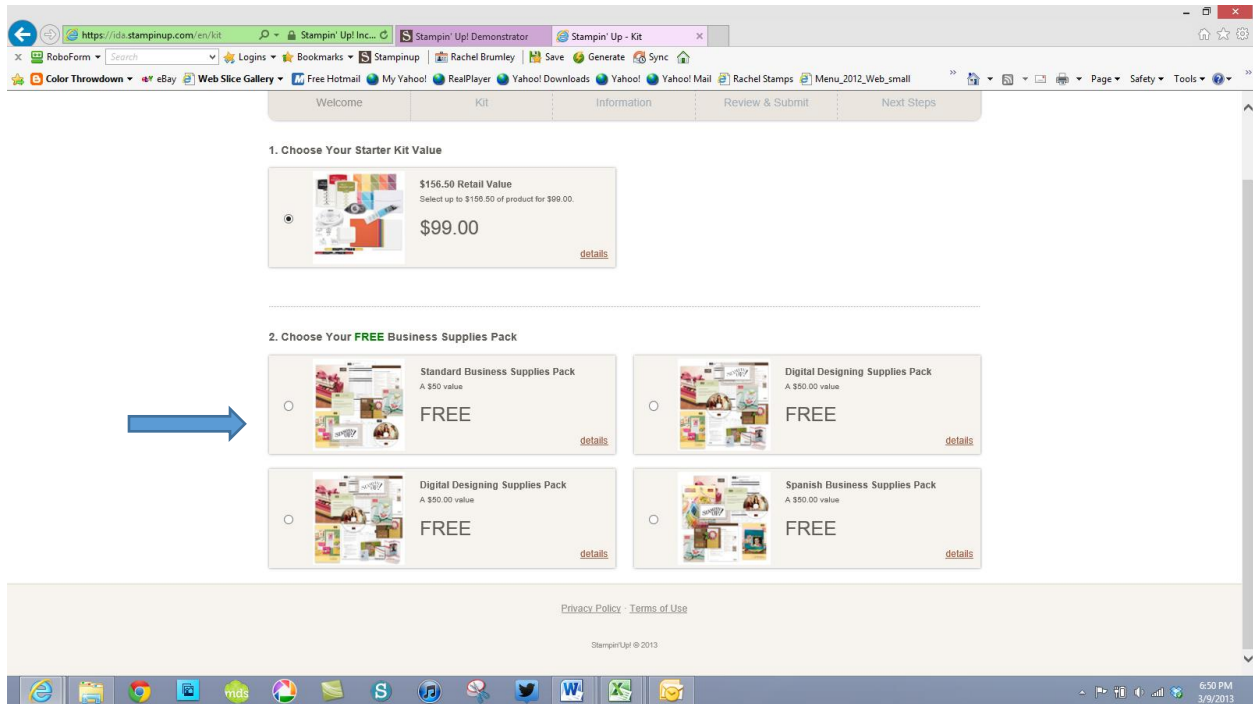 https://ida.stampinup.com/en/kit
Stampin' Up! Inc...
Stampin' Up! Demonstrator
Stampin' Up - Kit
x RoboForm Search Logins Bookmarks Stampinup Rachel Brumley Save Generate Sync
Color Throwdown eBay Web Slice Gallery Free Hotmail My Yahoo! RealPlayer Yahoo! Downloads Yahoo! Yahoo! Mail Rachel Stamps Menu_2012_Web_small » Page Safety Tools »
Welcome Kit Information Review & Submit Next Steps
1. Choose Your Starter Kit Value
$156.50 Retail Value
Select up to $156.50 of product for $99.00.
$99.00
details
2. Choose Your FREE Business Supplies Pack
Standard Business Supplies Pack
A $50 value
FREE
details
Digital Designing Supplies Pack
A $50.00 value
FREE
details
Digital Designing Supplies Pack
A $50.00 value
FREE
details
Spanish Business Supplies Pack
A $50.00 value
FREE
details
Privacy Policy · Terms of Use
Stampin'Up! © 2013
mds
6:50 PM
3/9/2013